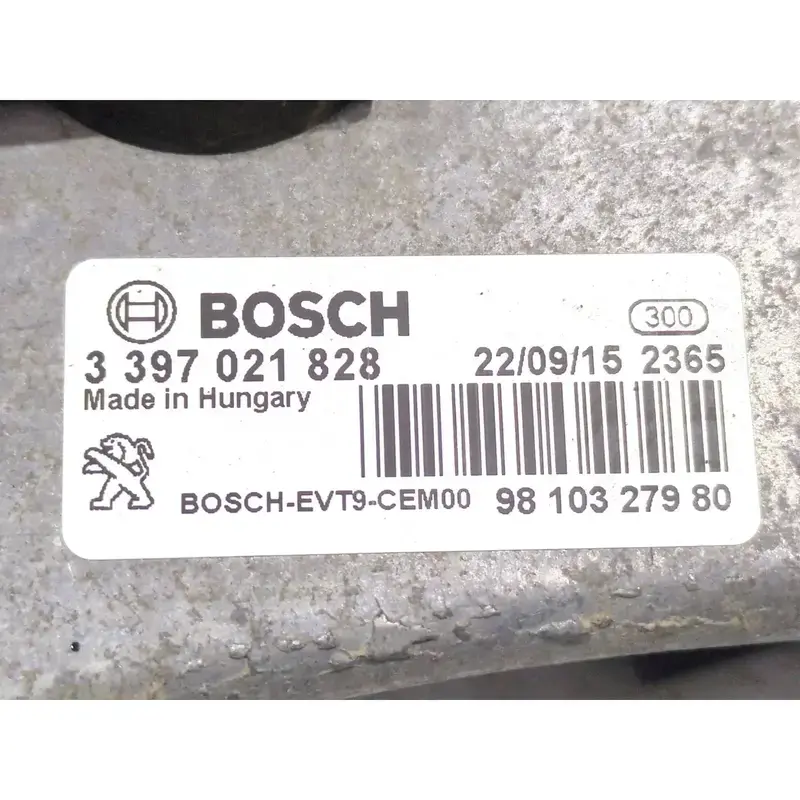 BOSCH 300
3 397 021 828 22/09/15 2365
Made in Hungary
BOSCH-EVT9-CEM00 98 103 279 80